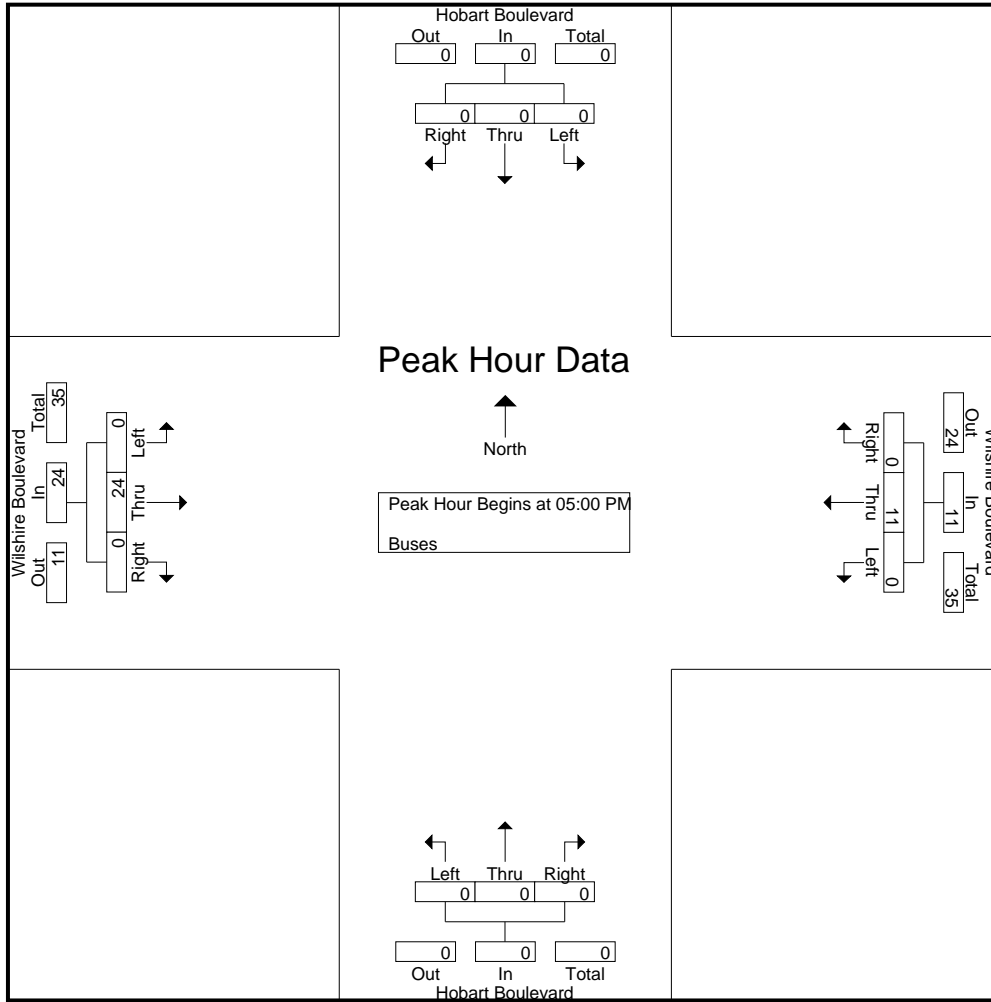 Hobart Boulevard
Out In Total
0 0 0
0 0 0
Right Thru Left
Peak Hour Data
North
Peak Hour Begins at 05:00 PM
Buses
Wilshire Boulevard
Total In Out
35 24 11
0 24 0
Left Thru Right
Wilshire Boulevard
Out In Total
24 11 35
0 11 0
Right Thru Left
Left Thru Right
0 0 0
0 0 0
Out In Total
Hobart Boulevard